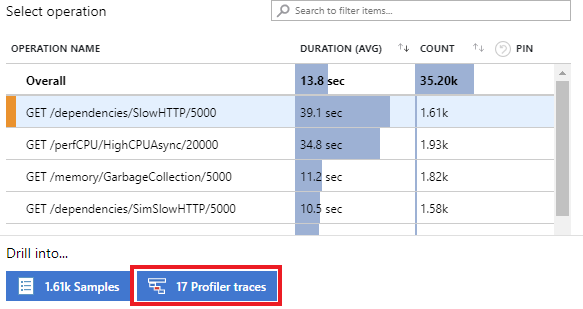 Select operation
Search to filter items...
OPERATION NAME DURATION (AVG) COUNT PIN
Overall 13.8 sec 35.20k
GET /dependencies/SlowHTTP/5000 39.1 sec 1.61k
GET /perfCPU/HighCPUAsync/20000 34.8 sec 1.93k
GET /memory/GarbageCollection/5000 11.2 sec 1.82k
GET /dependencies/SimSlowHTTP/5000 10.5 sec 1.58k
Drill into...
1.61k Samples 17 Profiler traces